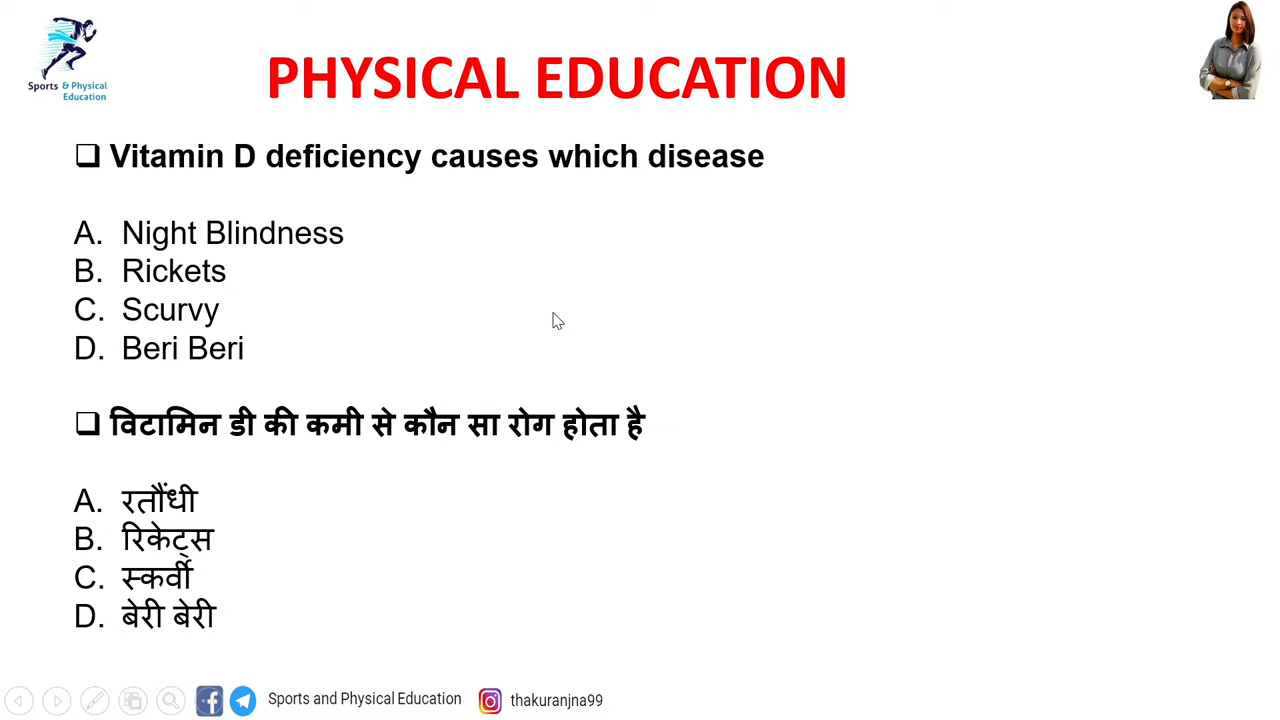 Sports & Physical
Education
PHYSICAL EDUCATION
Vitamin D deficiency causes which disease
A. Night Blindness
B. Rickets
C. Scurvy
D. Beri Beri
विटामिन डी की कमी से कौन सा रोग होता है
A. रतौंधी
B. रिकेट्स
C. स्कर्वी
D. बेरी बेरी
Sports and Physical Education thakuranjna99